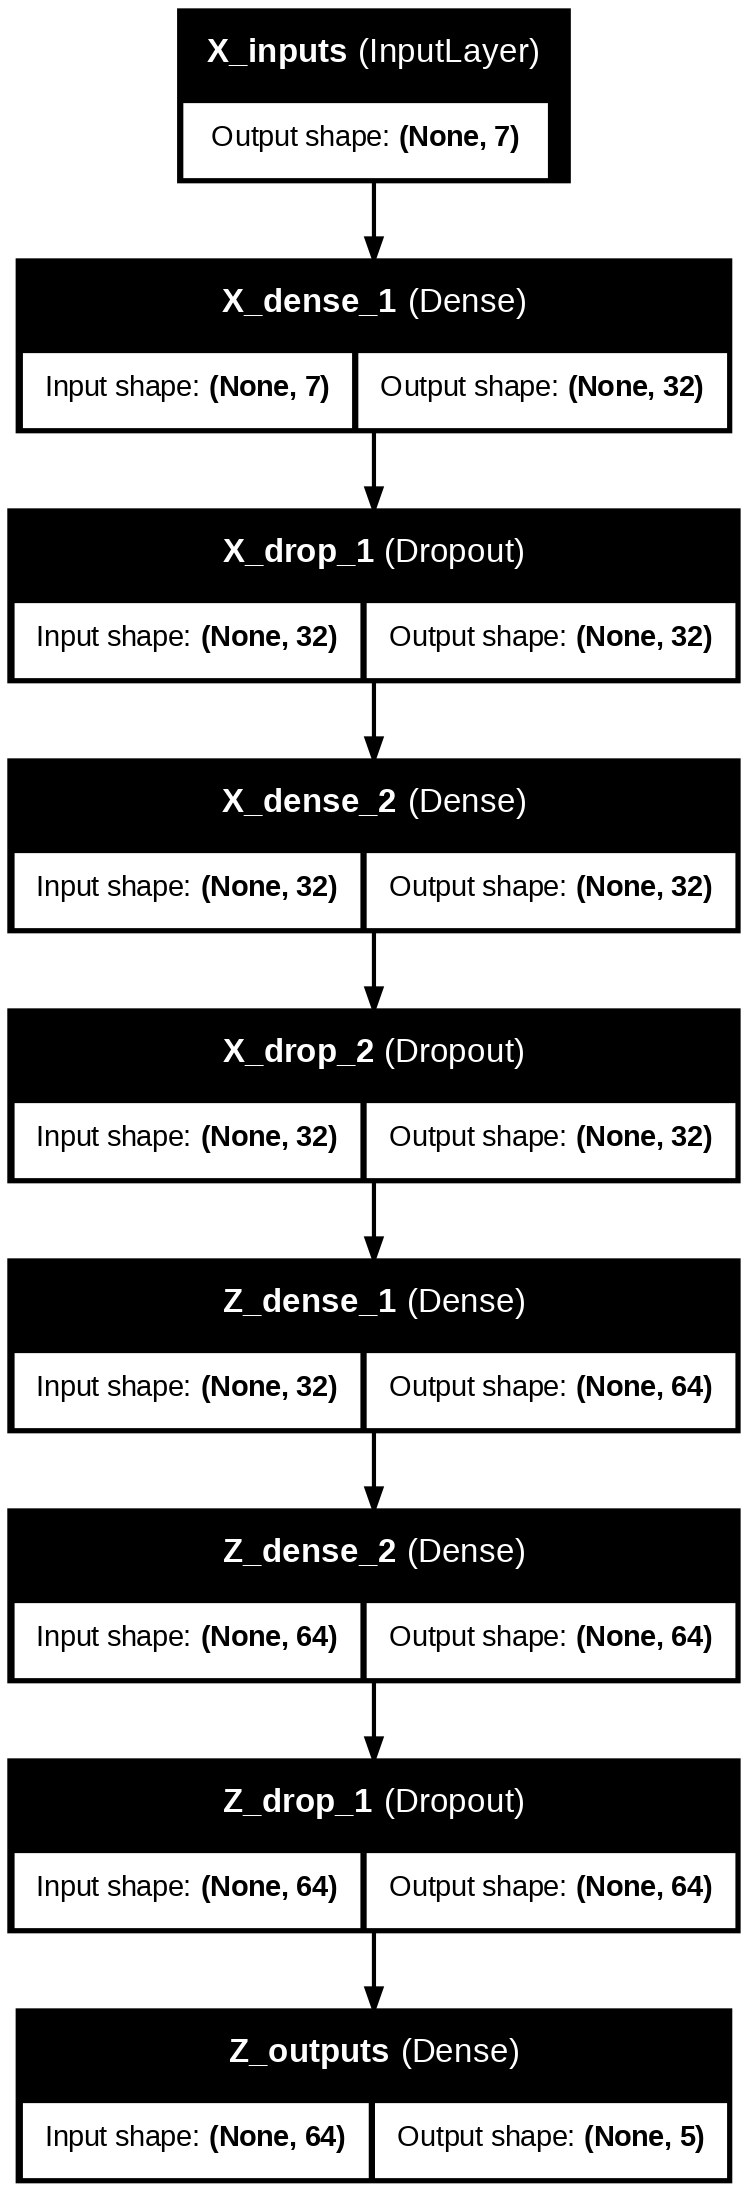 X_inputs (InputLayer)
Output shape: (None, 7)
X_dense_1 (Dense)
Input shape: (None, 7) Output shape: (None, 32)
X_drop_1 (Dropout)
Input shape: (None, 32) Output shape: (None, 32)
X_dense_2 (Dense)
Input shape: (None, 32) Output shape: (None, 32)
X_drop_2 (Dropout)
Input shape: (None, 32) Output shape: (None, 32)
Z_dense_1 (Dense)
Input shape: (None, 32) Output shape: (None, 64)
Z_dense_2 (Dense)
Input shape: (None, 64) Output shape: (None, 64)
Z_drop_1 (Dropout)
Input shape: (None, 64) Output shape: (None, 64)
Z_outputs (Dense)
Input shape: (None, 64) Output shape: (None, 5)